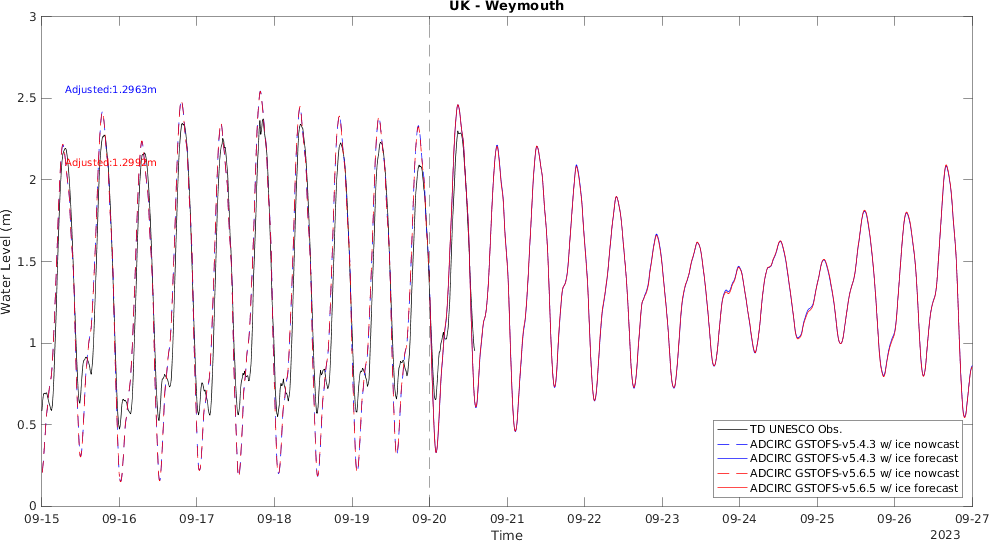 UK - Weymouth
3
2.5
2
1.5
1
0.5
0
Water Level (m)
Adjusted:1.2963m
Adjusted:1.2992m
TD UNESCO Obs.
ADCIRC GSTOFS-v5.4.3 w/ ice nowcast
ADCIRC GSTOFS-v5.4.3 w/ ice forecast
ADCIRC GSTOFS-v5.6.5 w/ ice nowcast
ADCIRC GSTOFS-v5.6.5 w/ ice forecast
09-15 09-16 09-17 09-18 09-19 09-20 09-21 09-22 09-23 09-24 09-25 09-26 09-27
Time
2023